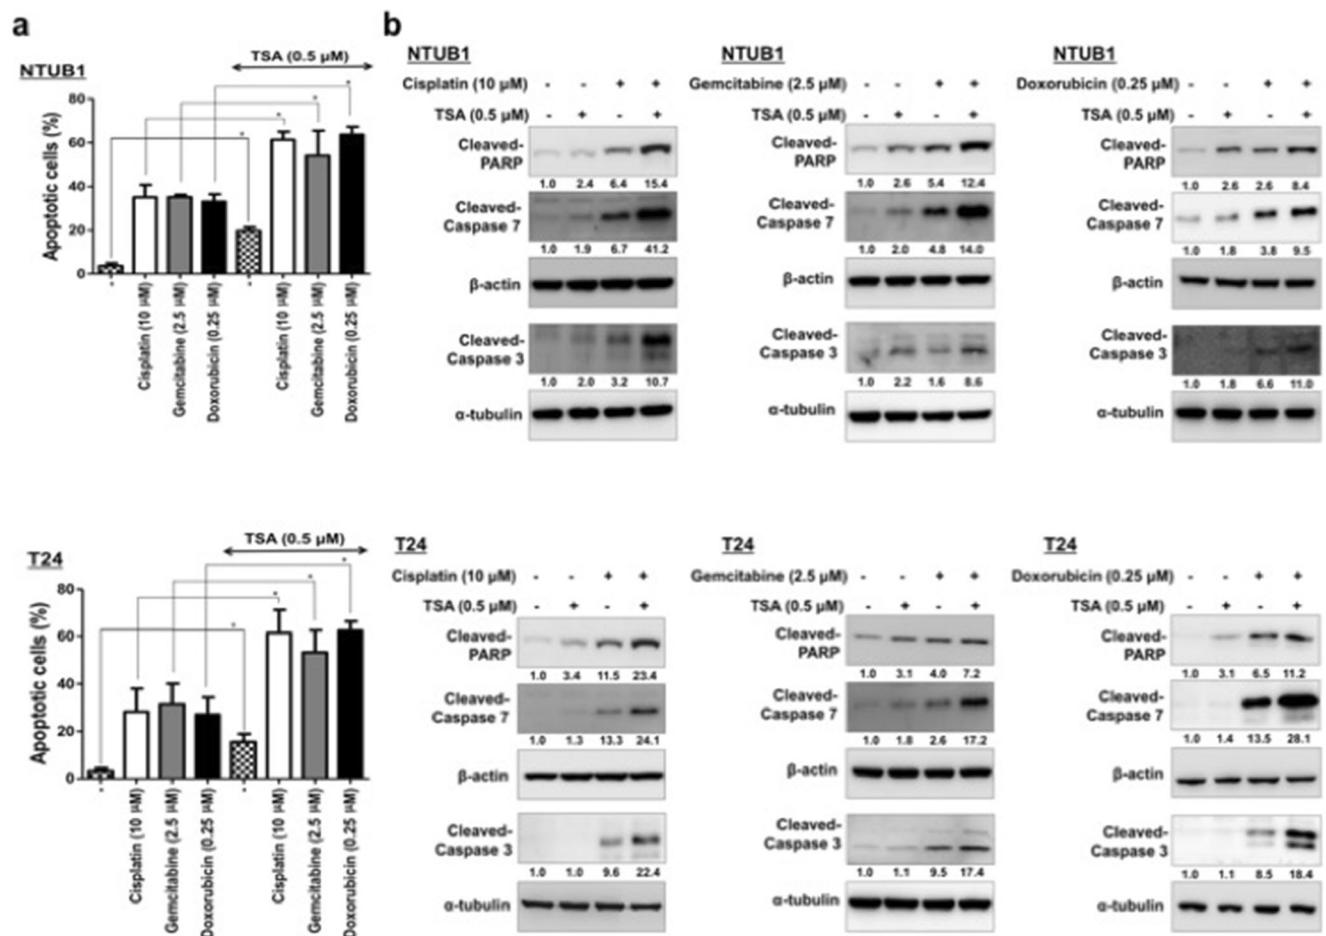 a
NTUB1
TSA (0.5 µM)
* * * *
Apoptotic cells (%)
80
60
40
20
0
-
Cisplatin (10 µM)
Gemcitabine (2.5 µM)
Doxorubicin (0.25 µM)
-
Cisplatin (10 µM)
Gemcitabine (2.5 µM)
Doxorubicin (0.25 µM)
b
NTUB1
Cisplatin (10 µM) - - + +
TSA (0.5 µM) - + - +
Cleaved-
PARP
1.0 2.4 6.4 15.4
Cleaved-
Caspase 7
1.0 1.9 6.7 41.2
β-actin
Cleaved-
Caspase 3
1.0 2.0 3.2 10.7
α-tubulin
NTUB1
Gemcitabine (2.5 µM) - - + +
TSA (0.5 µM) - + - +
Cleaved-
PARP
1.0 2.6 5.4 12.4
Cleaved-
Caspase 7
1.0 2.0 4.8 14.0
β-actin
Cleaved-
Caspase 3
1.0 2.2 1.6 8.6
α-tubulin
NTUB1
Doxorubicin (0.25 µM) - - + +
TSA (0.5 µM) - + - +
Cleaved-
PARP
1.0 2.6 2.6 8.4
Cleaved-
Caspase 7
1.0 1.8 3.8 9.5
β-actin
Cleaved-
Caspase 3
1.0 1.8 6.6 11.0
α-tubulin
T24
TSA (0.5 µM)
* * * *
Apoptotic cells (%)
80
60
40
20
0
-
Cisplatin (10 µM)
Gemcitabine (2.5 µM)
Doxorubicin (0.25 µM)
-
Cisplatin (10 µM)
Gemcitabine (2.5 µM)
Doxorubicin (0.25 µM)
T24
Cisplatin (10 µM) - - + +
TSA (0.5 µM) - + - +
Cleaved-
PARP
1.0 3.4 11.5 23.4
Cleaved-
Caspase 7
1.0 1.3 13.3 24.1
β-actin
Cleaved-
Caspase 3
1.0 1.0 9.6 22.4
α-tubulin
T24
Gemcitabine (2.5 µM) - - + +
TSA (0.5 µM) - + - +
Cleaved-
PARP
1.0 3.1 4.0 7.2
Cleaved-
Caspase 7
1.0 1.8 2.6 17.2
β-actin
Cleaved-
Caspase 3
1.0 1.1 9.5 17.4
α-tubulin
T24
Doxorubicin (0.25 µM) - - + +
TSA (0.5 µM) - + - +
Cleaved-
PARP
1.0 3.1 6.5 11.2
Cleaved-
Caspase 7
1.0 1.4 13.5 28.1
β-actin
Cleaved-
Caspase 3
1.0 1.1 8.5 18.4
α-tubulin